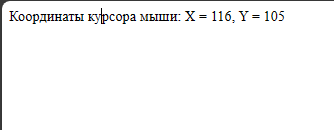 Координаты курсора мыши: X = 116, Y = 105